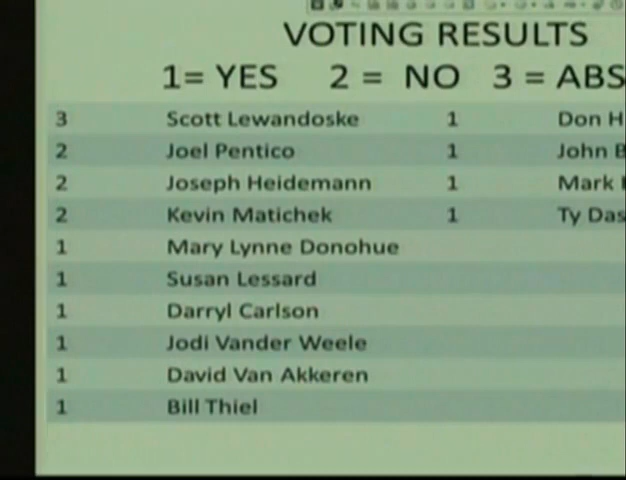 VOTING RESULTS
1= YES 2 = NO 3 = ABS
3 Scott Lewandoske 1 Don H
2 Joel Pentico 1 John B
2 Joseph Heidemann 1 Mark
2 Kevin Matichek 1 Ty Das
1 Mary Lynne Donohue
1 Susan Lessard
1 Darryl Carlson
1 Jodi Vander Weele
1 David Van Akkeren
1 Bill Thiel